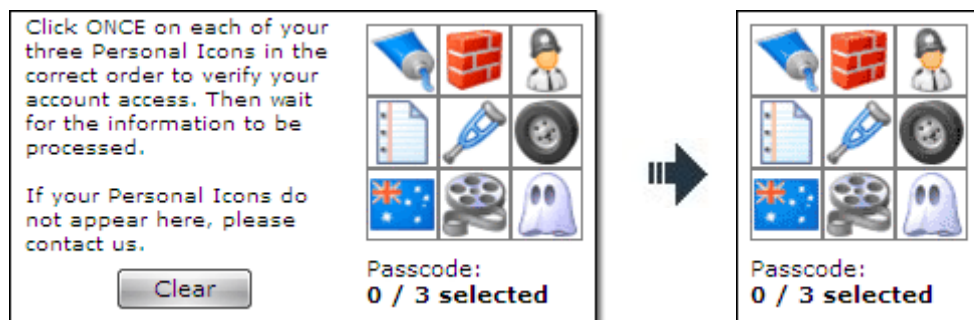 Click ONCE on each of your
three Personal Icons in the
correct order to verify your
account access. Then wait
for the information to be
processed.
If your Personal Icons do
not appear here, please
contact us.
Clear
Passcode:
0 / 3 selected
Passcode:
0 / 3 selected